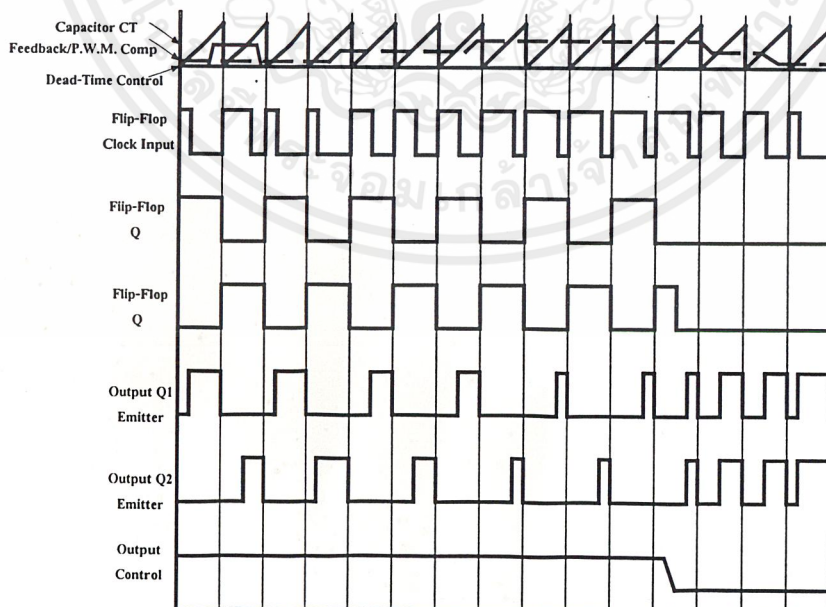 Capacitor CT
Feedback/P.W.M. Comp
Dead-Time Control
Flip-Flop
Clock Input
Flip-Flop
Q
Flip-Flop
Q
Output Q1
Emitter
Output Q2
Emitter
Output
Control